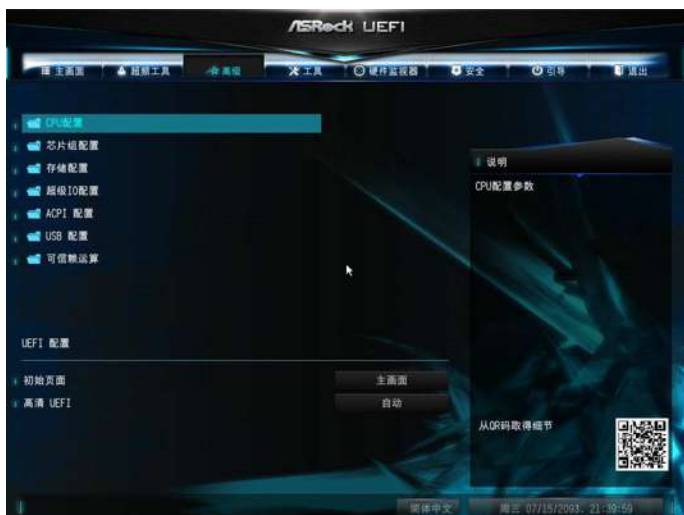 ASRock UEFI
主画面 超频工具 高级 工具 硬件监视器 安全 引导 退出
CPU配置
芯片组配置
存储配置
超级IO配置
ACPI 配置
USB 配置
可信赖运算
说明
CPU配置参数
UEFI 配置
初始页面 主画面
高清 UEFI 自动
从QR码取得细节
简体中文 周三 07/15/2093. 21:39:59